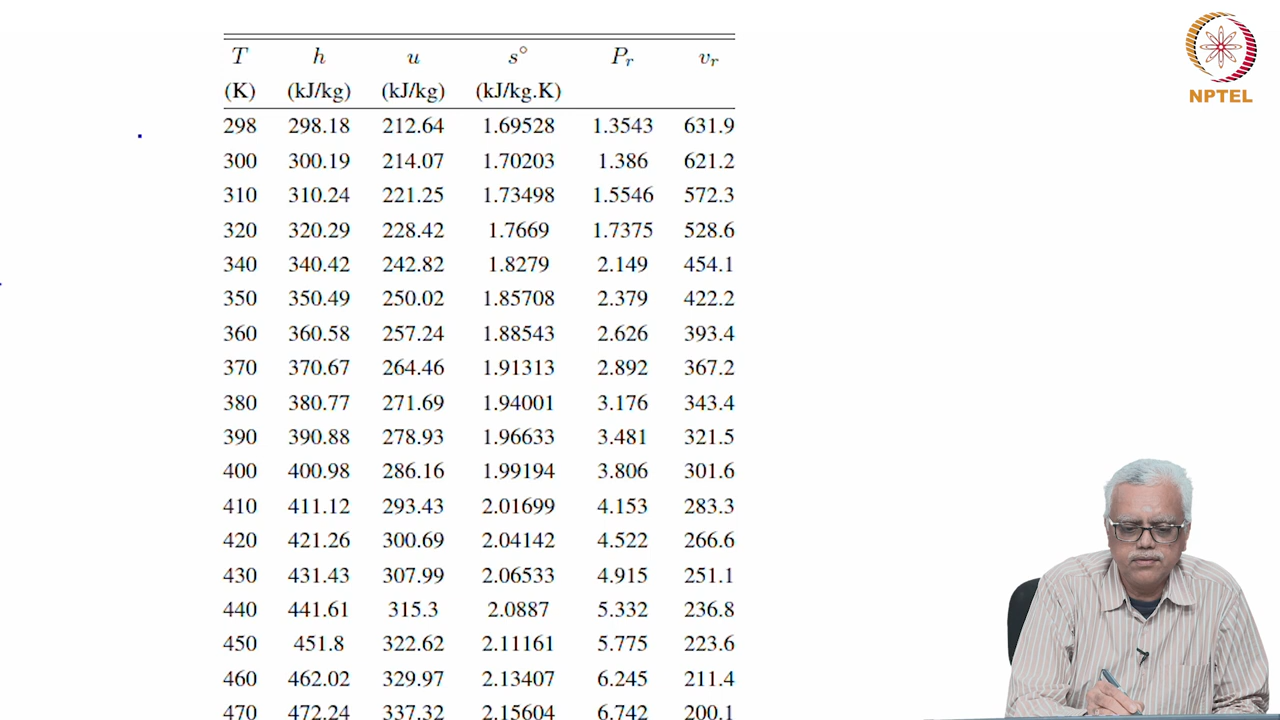 T h u s° Pr vr
(K) (kJ/kg) (kJ/kg) (kJ/kg.K)
298 298.18 212.64 1.69528 1.3543 631.9
300 300.19 214.07 1.70203 1.386 621.2
310 310.24 221.25 1.73498 1.5546 572.3
320 320.29 228.42 1.7669 1.7375 528.6
340 340.42 242.82 1.8279 2.149 454.1
350 350.49 250.02 1.85708 2.379 422.2
360 360.58 257.24 1.88543 2.626 393.4
370 370.67 264.46 1.91313 2.892 367.2
380 380.77 271.69 1.94001 3.176 343.4
390 390.88 278.93 1.96633 3.481 321.5
400 400.98 286.16 1.99194 3.806 301.6
410 411.12 293.43 2.01699 4.153 283.3
420 421.26 300.69 2.04142 4.522 266.6
430 431.43 307.99 2.06533 4.915 251.1
440 441.61 315.3 2.0887 5.332 236.8
450 451.8 322.62 2.11161 5.775 223.6
460 462.02 329.97 2.13407 6.245 211.4
470 472.24 337.32 2.15604 6.742 200.1
NPTEL